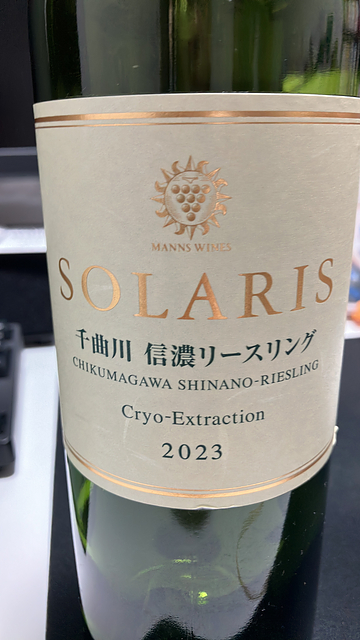 MANNS WINES
SOLARIS
千曲川 信濃リースリング
CHIKUMAGAWA SHINANO-RIESLING
Cryo-Extraction
2023